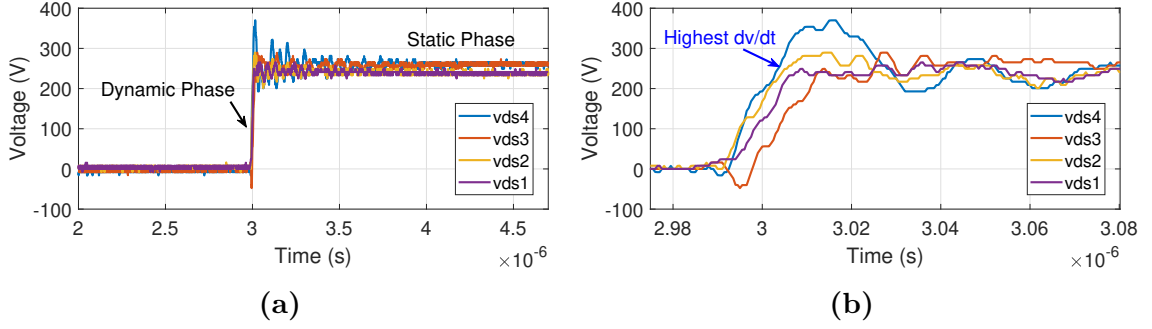 400
300
200
100
0
-100
Voltage (V)
Static Phase
Dynamic Phase
vds4
vds3
vds2
vds1
2
2.5
3
3.5
4
4.5
Time (s)
×10⁻⁶
(a)
400
300
200
100
0
-100
Voltage (V)
Highest dv/dt
vds4
vds3
vds2
vds1
2.98
3
3.02
3.04
3.06
3.08
Time (s)
×10⁻⁶
(b)